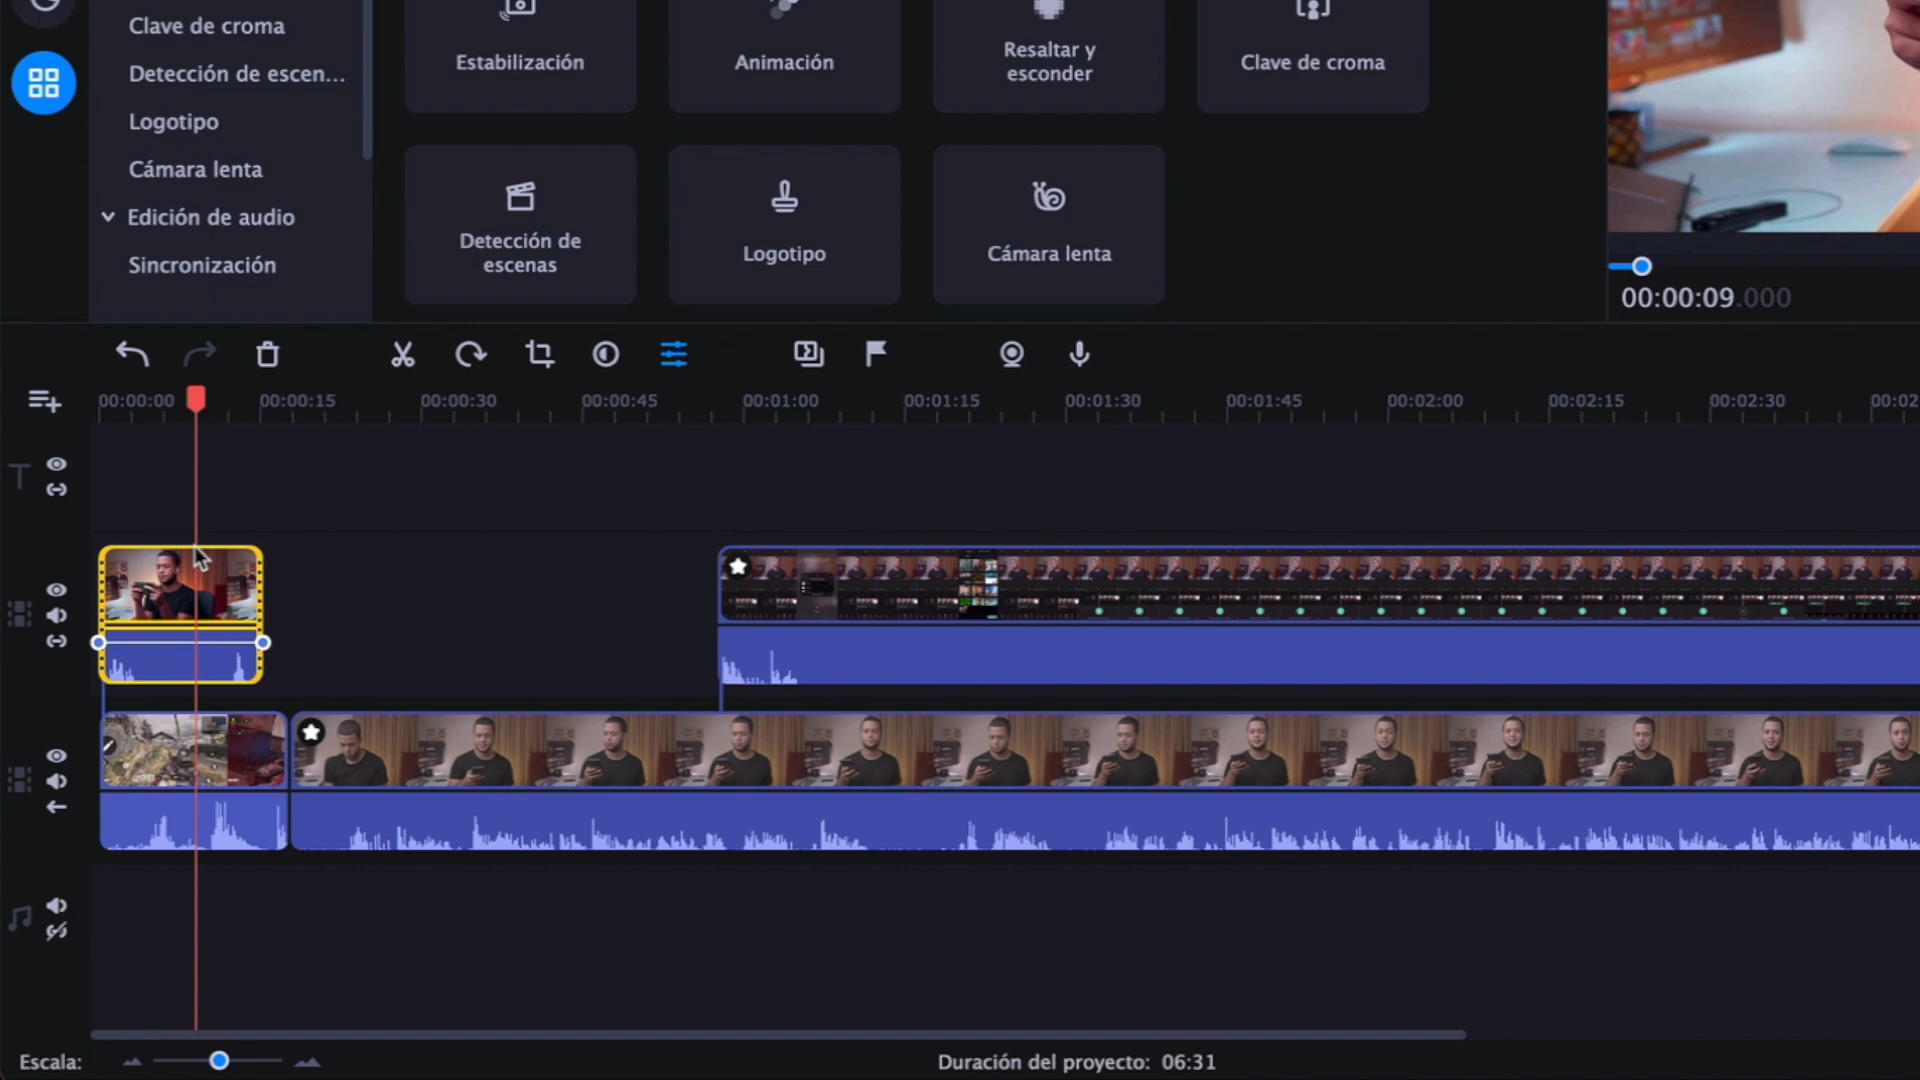 Clave de croma
Detección de escen...
Logotipo
Cámara lenta
Edición de audio
Sincronización
Estabilización
Animación
Resaltar y
esconder
Clave de croma
Detección de
escenas
Logotipo
Cámara lenta
00:00:09.000
00:00:00
00:00:15
00:00:30
00:00:45
00:01:00
00:01:15
00:01:30
00:01:45
00:02:00
00:02:15
00:02:30
00:02
T
Escala:
Duración del proyecto: 06:31